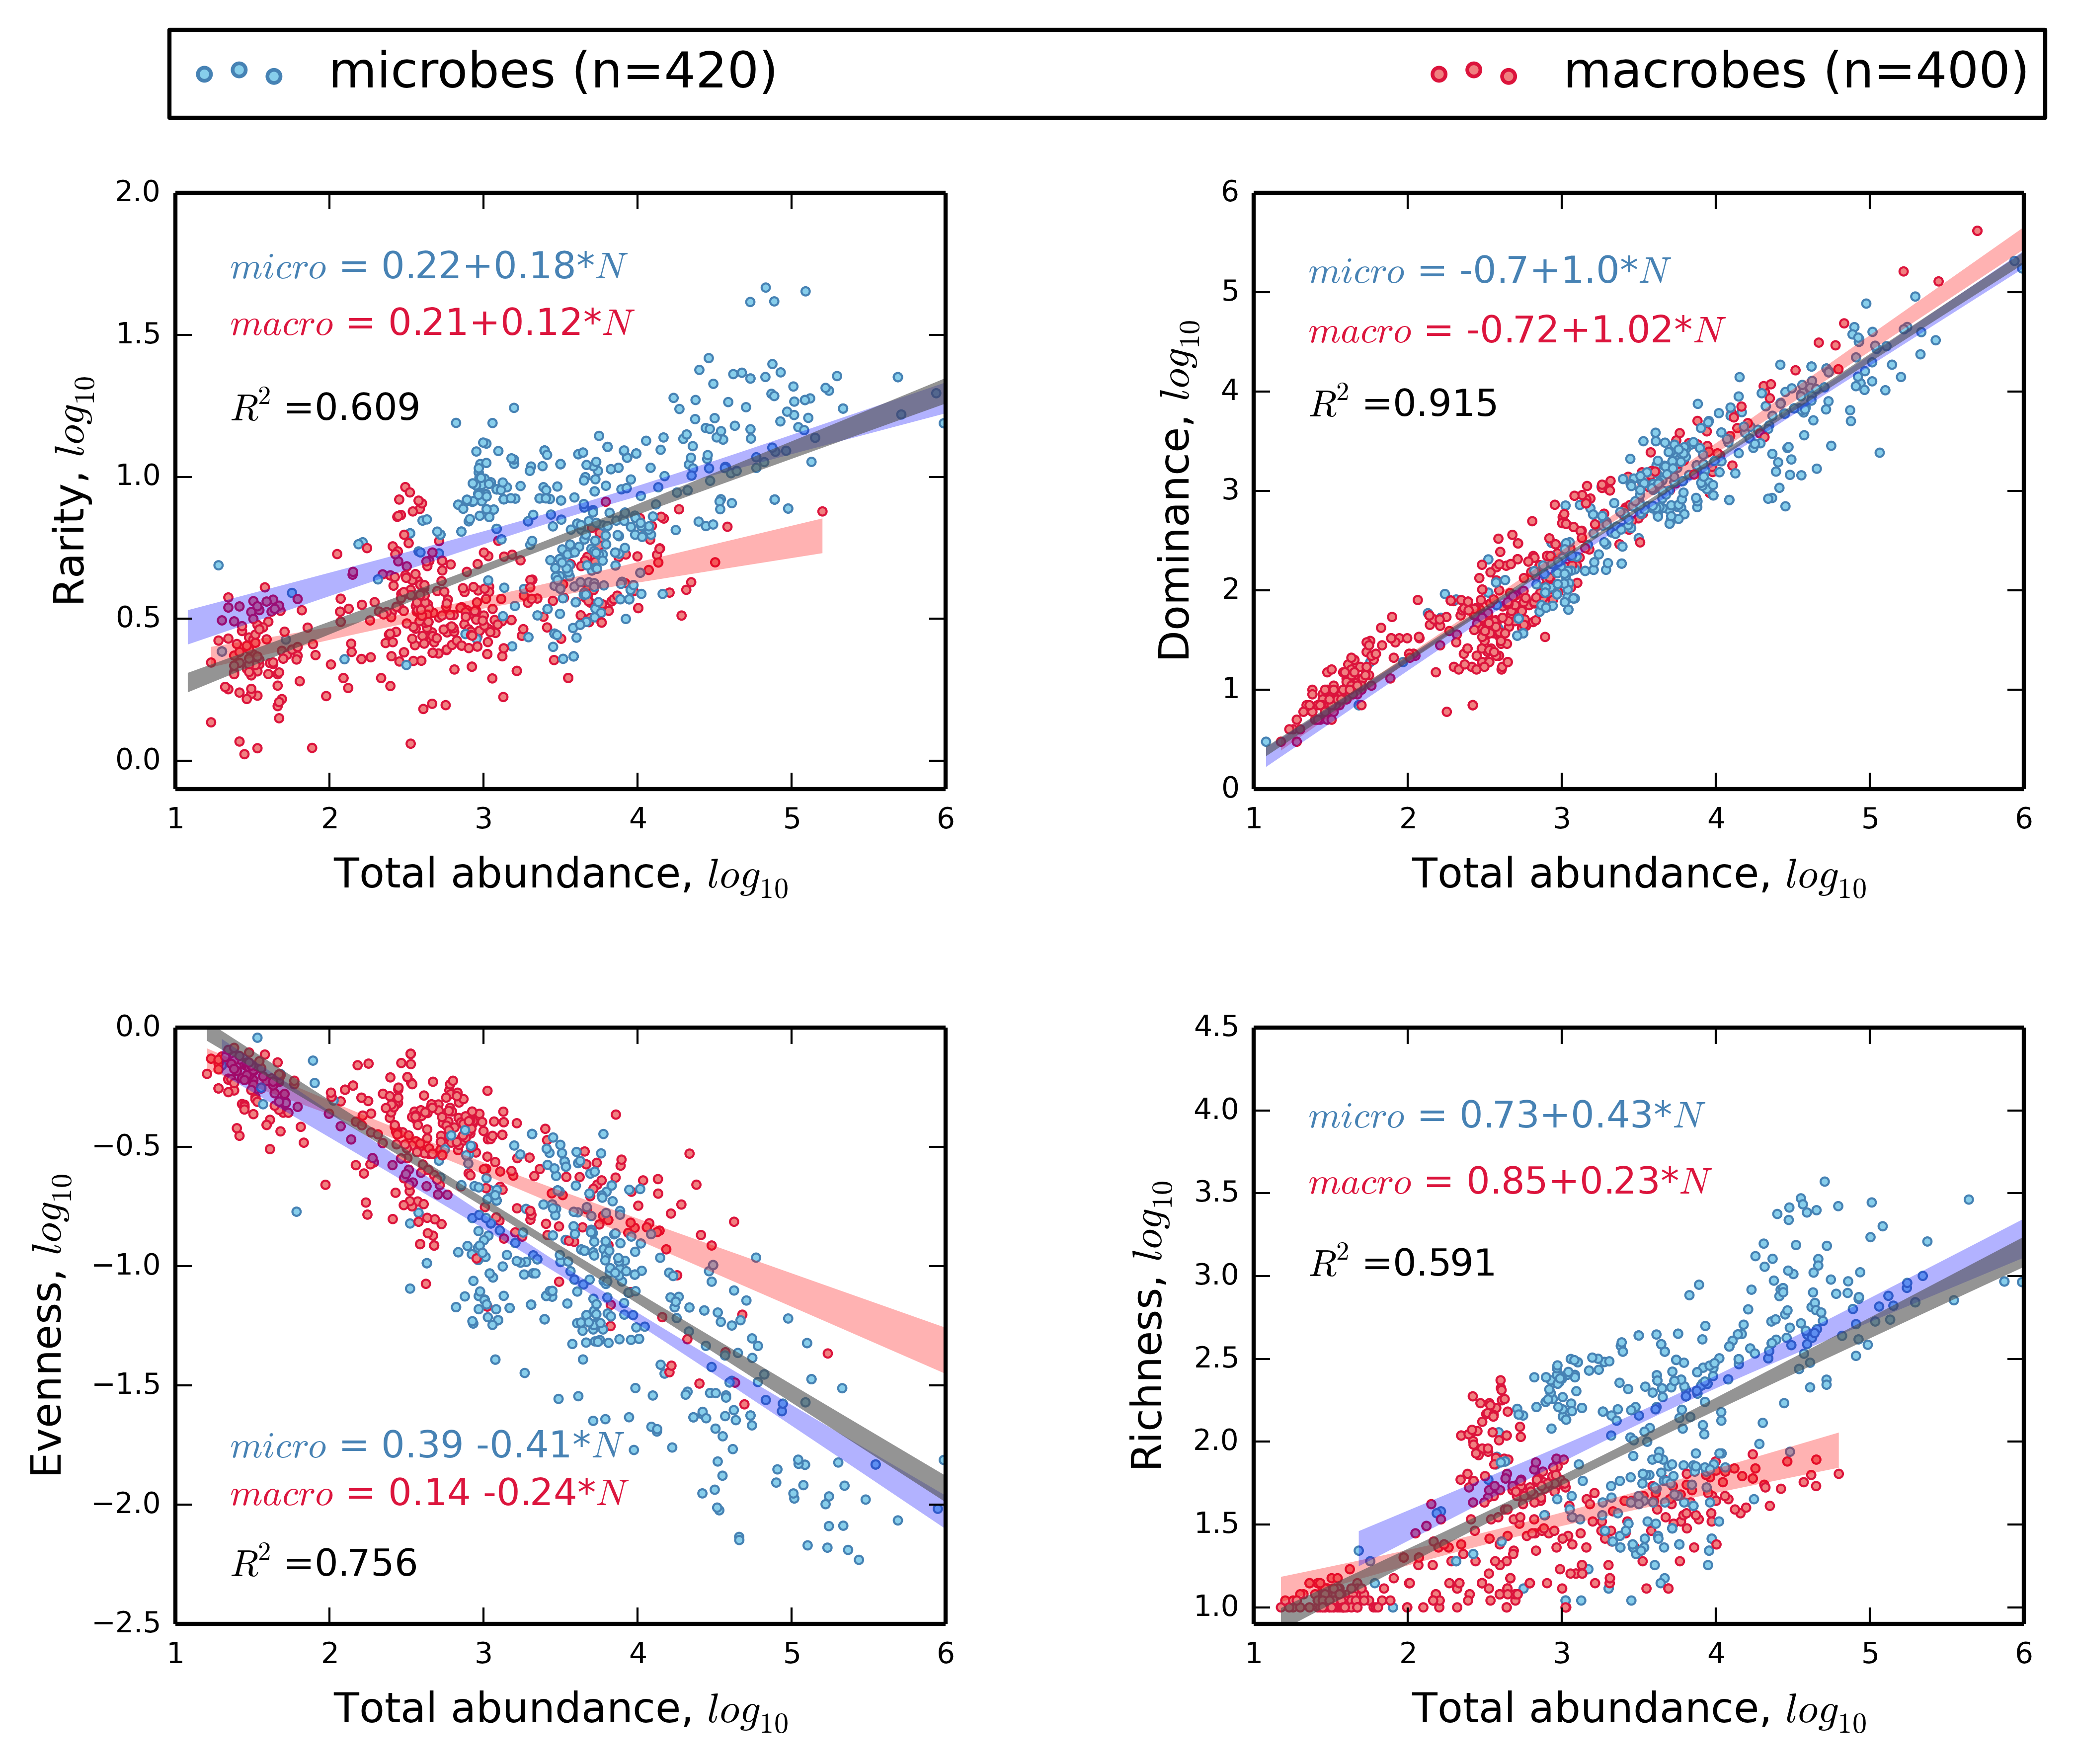 microbes (n=420)
macrobes (n=400)
2.0
1.5
1.0
0.5
0.0
Rarity, log10
micro = 0.22+0.18*N
macro = 0.21+0.12*N
R² =0.609
1 2 3 4 5 6
Total abundance, log10
6
5
4
3
2
1
0
Dominance, log10
micro = -0.7+1.0*N
macro = -0.72+1.02*N
R² =0.915
1 2 3 4 5 6
Total abundance, log10
0.0
−0.5
−1.0
−1.5
−2.0
−2.5
Evenness, log10
micro = 0.39 -0.41*N
macro = 0.14 -0.24*N
R² =0.756
1 2 3 4 5 6
Total abundance, log10
4.5
4.0
3.5
3.0
2.5
2.0
1.5
1.0
Richness, log10
micro = 0.73+0.43*N
macro = 0.85+0.23*N
R² =0.591
1 2 3 4 5 6
Total abundance, log10